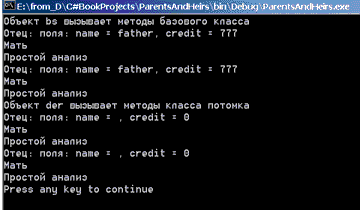 E:\from_D\C#BookProjects\ParentsAndHeirs\bin\Debug\ParentsAndHeirs.exe
Объект bs вызывает методы базового класса
Отец: поля: name = father, credit = 777
Мать
Простой анализ
Отец: поля: name = father, credit = 777
Мать
Простой анализ
Объект der вызывает методы класса потомка
Отец: поля: name = , credit = 0
Мать
Простой анализ
Отец: поля: name = , credit = 0
Мать
Простой анализ
Press any key to continue